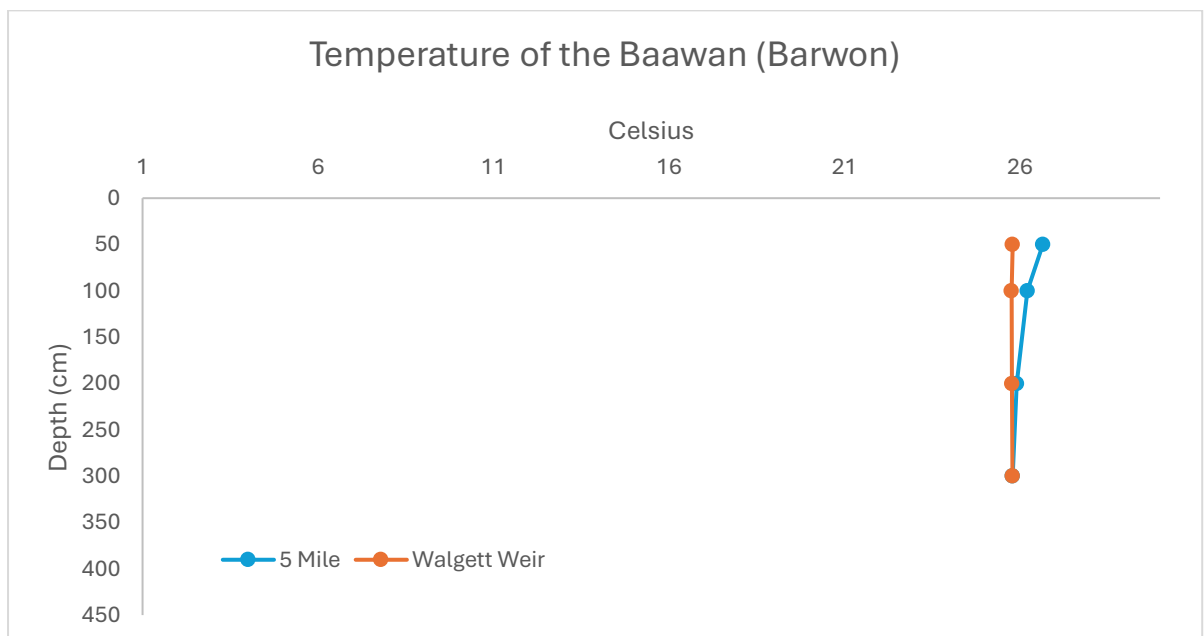 Temperature of the Baawan (Barwon)
Celsius
1 6 11 16 21 26
0
50
100
150
200
250
300
350
400
450
Depth (cm)
5 Mile Walgett Weir